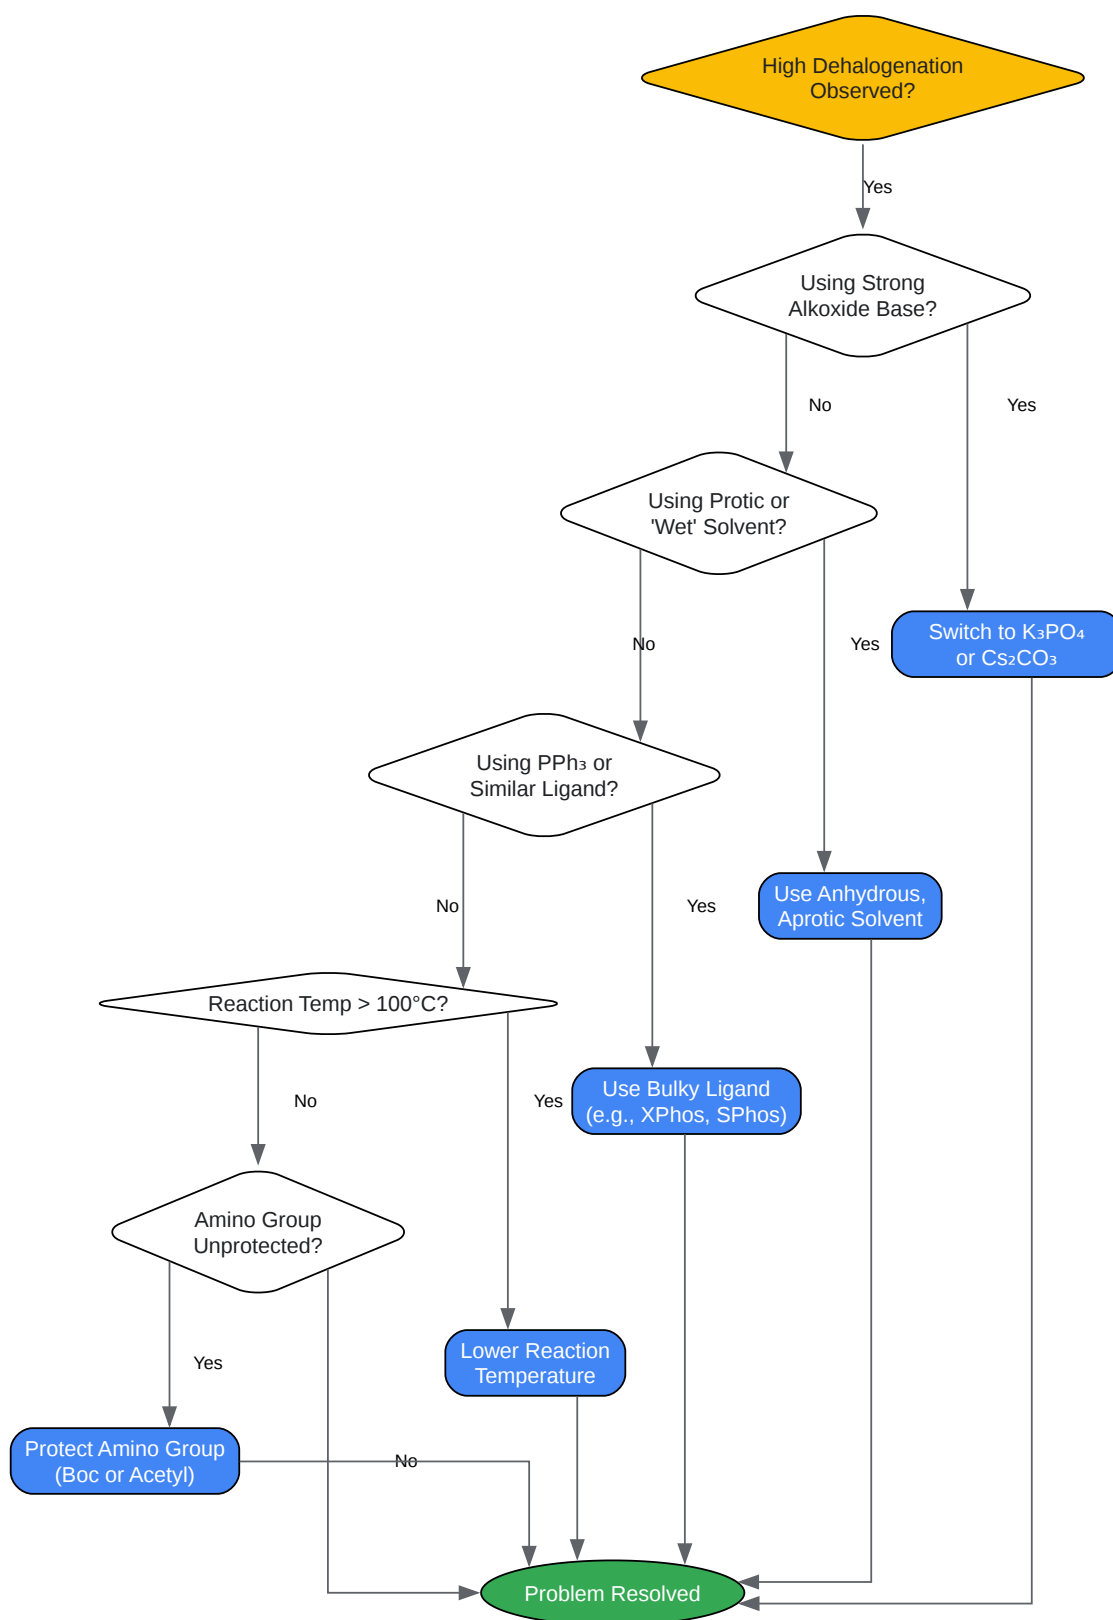 High Dehalogenation
Observed?
Yes
Using Strong
Alkoxide Base?
No
Yes
Using Protic or
'Wet' Solvent?
No
Yes
Switch to K₃PO₄
or Cs₂CO₃
Using PPh₃ or
Similar Ligand?
No
Yes
Use Anhydrous,
Aprotic Solvent
Reaction Temp > 100°C?
No
Yes
Use Bulky Ligand
(e.g., XPhos, SPhos)
Amino Group
Unprotected?
Yes
Lower Reaction
Temperature
Protect Amino Group
(Boc or Acetyl)
No
Problem Resolved